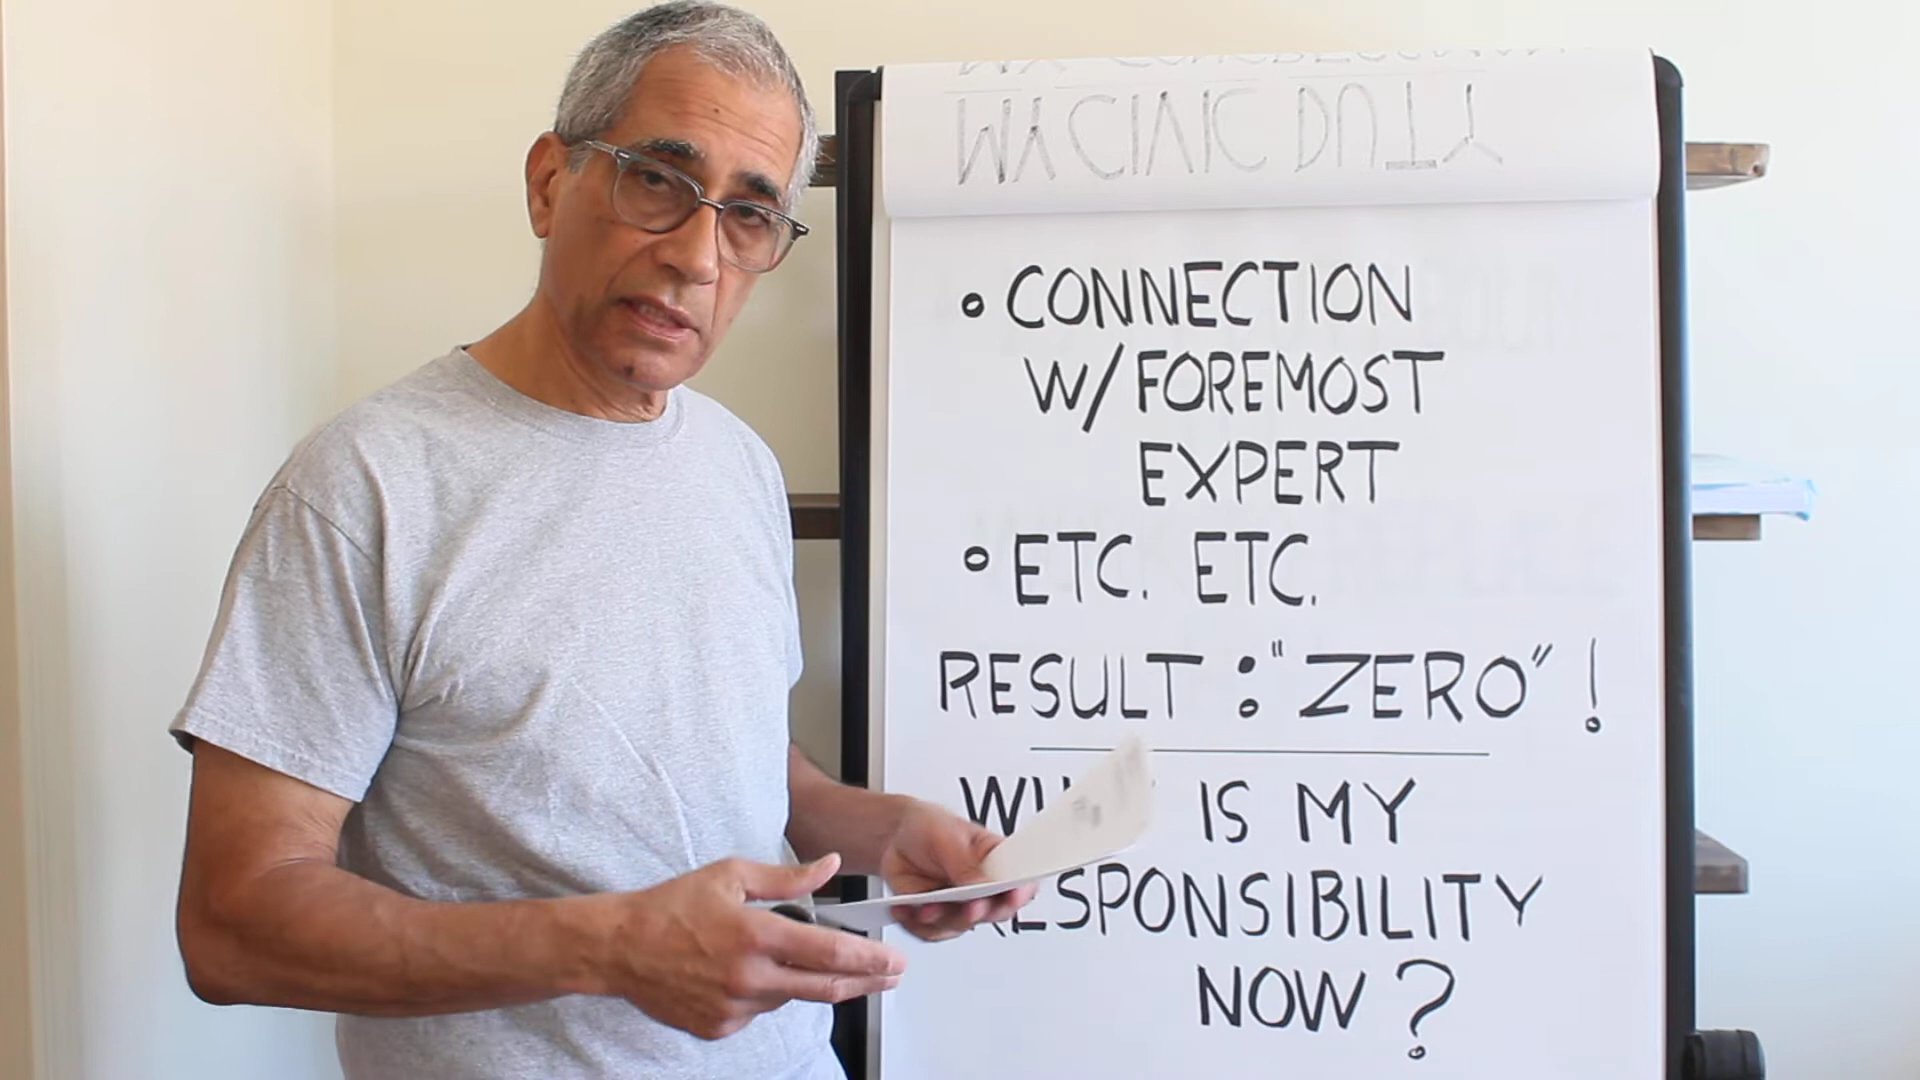 MY CIVIC DUTY
• CONNECTION
W/ FOREMOST
EXPERT
• ETC. ETC.
RESULT : "ZERO" !
IS MY
RESPONSIBILITY
NOW ?